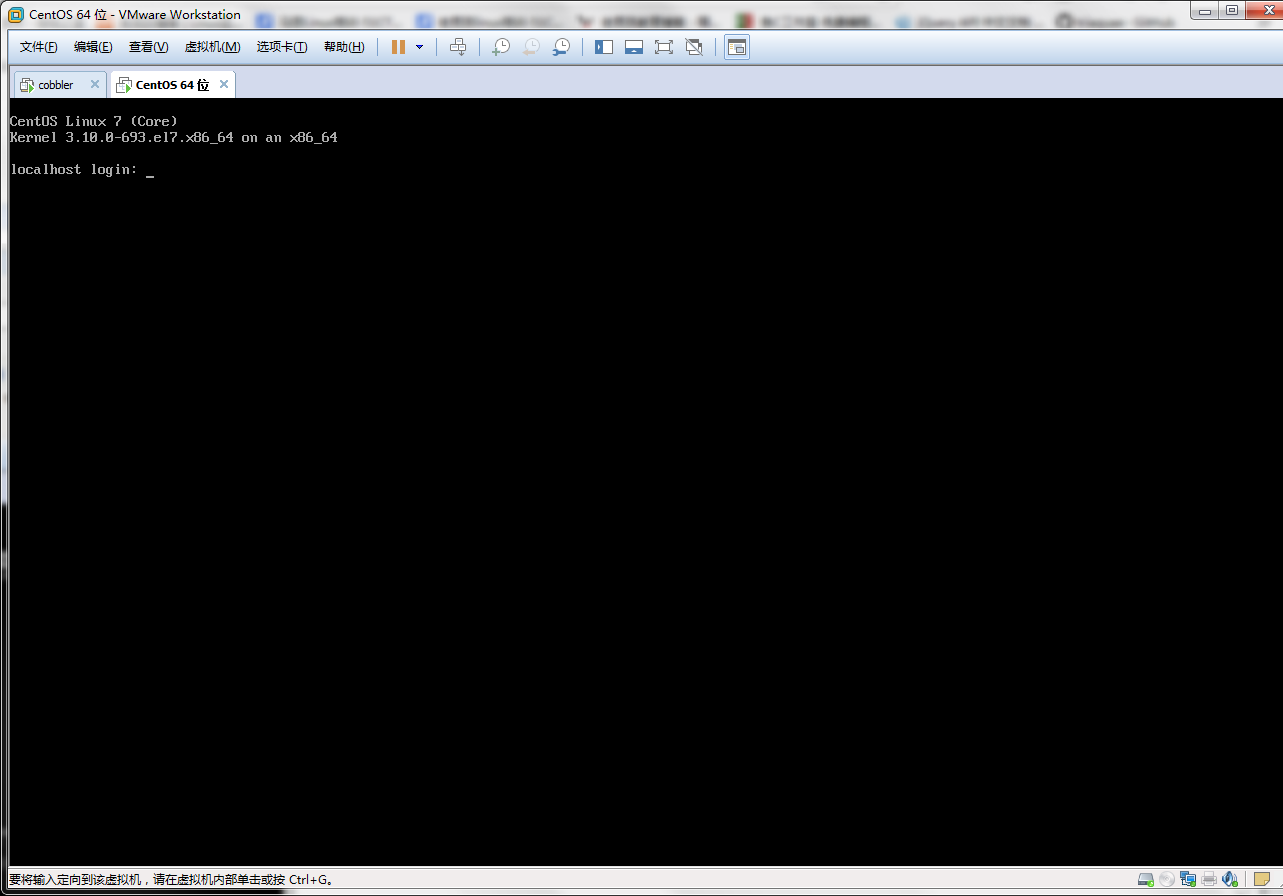 CentOS 64 位 - VMware Workstation
文件(F) 编辑(E) 查看(V) 虚拟机(M) 选项卡(T) 帮助(H)
cobbler CentOS 64 位
CentOS Linux 7 (Core)
Kernel 3.10.0-693.el7.x86_64 on an x86_64
localhost login: _
要将输入定向到该虚拟机，请在虚拟机内部单击或按 Ctrl+G。